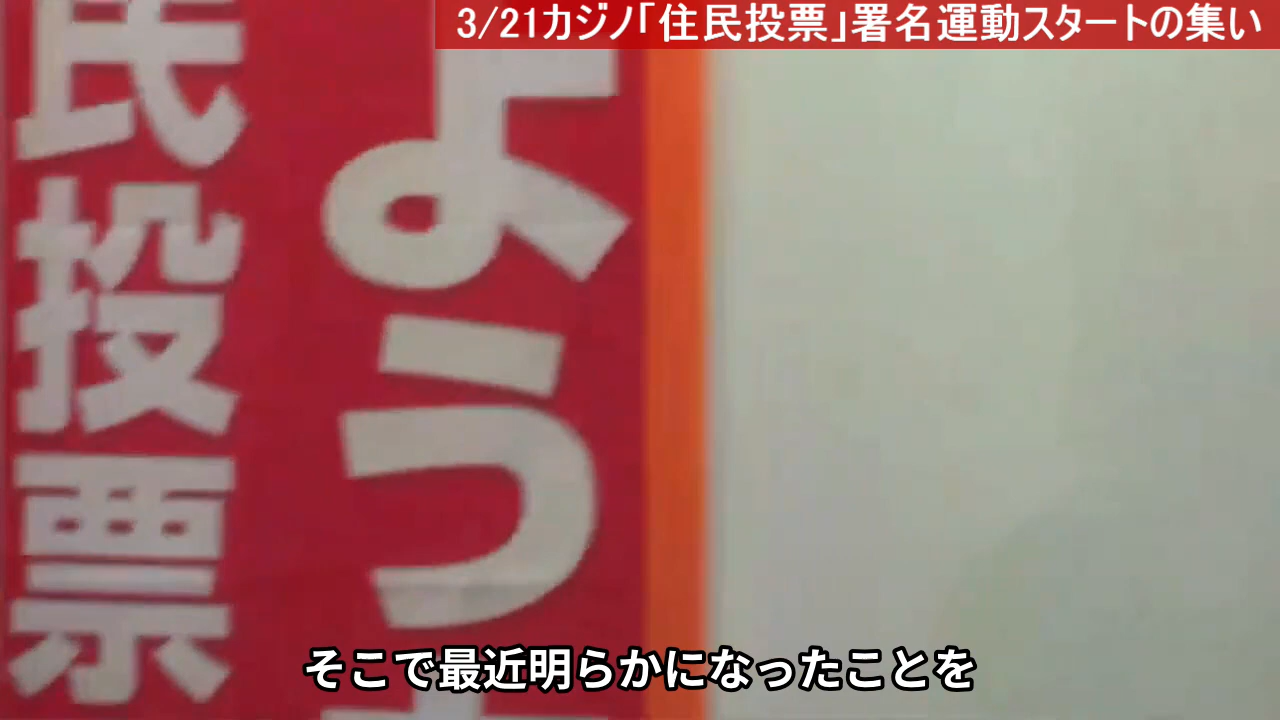 3/21カジノ「住民投票」署名運動スタートの集い
よう
民投票
そこで最近明らかになったことを